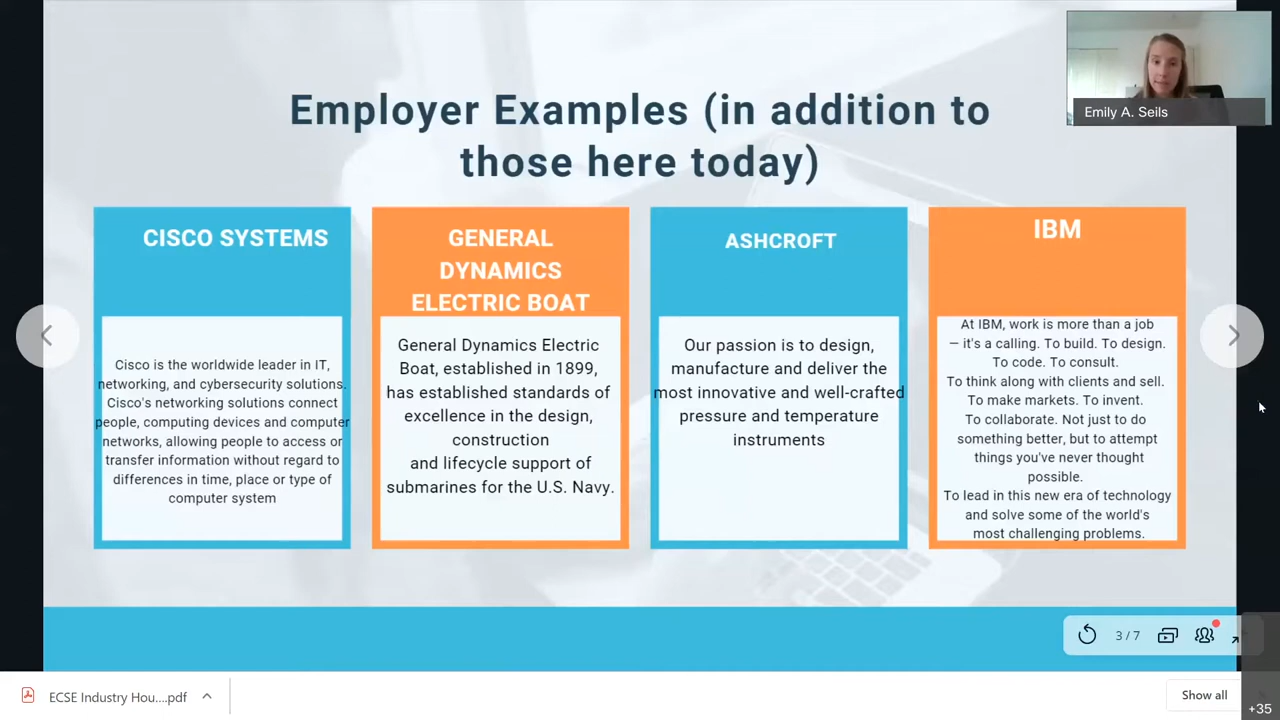 Emily A. Seils
Employer Examples (in addition to
those here today)
CISCO SYSTEMS
Cisco is the worldwide leader in IT,
networking, and cybersecurity solutions.
Cisco's networking solutions connect
people, computing devices and computer
networks, allowing people to access or
transfer information without regard to
differences in time, place or type of
computer system
GENERAL
DYNAMICS
ELECTRIC BOAT
General Dynamics Electric
Boat, established in 1899,
has established standards of
excellence in the design,
construction
and lifecycle support of
submarines for the U.S. Navy.
ASHCROFT
Our passion is to design,
manufacture and deliver the
most innovative and well-crafted
pressure and temperature
instruments
IBM
At IBM, work is more than a job
– it's a calling. To build. To design.
To code. To consult.
To think along with clients and sell.
To make markets. To invent.
To collaborate. Not just to do
something better, but to attempt
things you've never thought
possible.
To lead in this new era of technology
and solve some of the world's
most challenging problems.
3 / 7
ECSE Industry Hou....pdf
Show all
+35